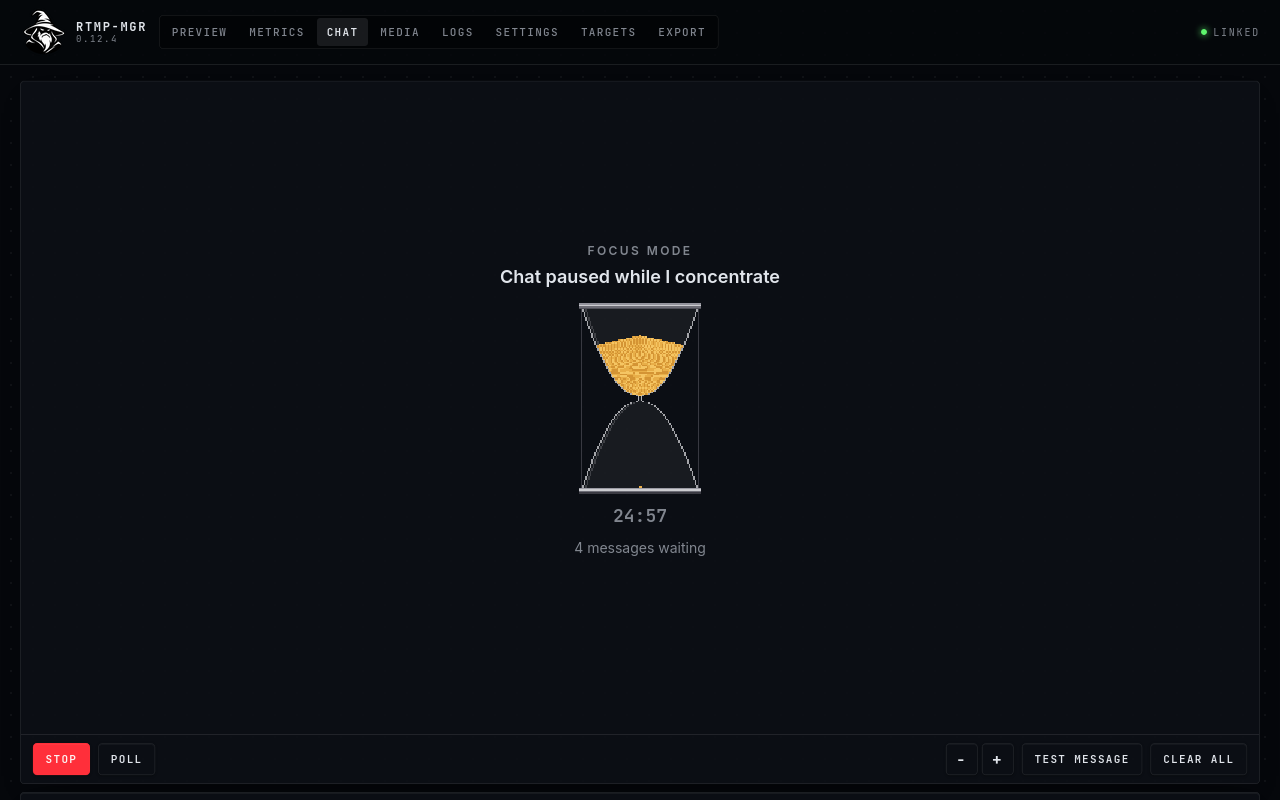 RTMP-MGR
0.12.4
PREVIEW METRICS CHAT MEDIA LOGS SETTINGS TARGETS EXPORT
LINKED
FOCUS MODE
Chat paused while I concentrate
24:57
4 messages waiting
STOP POLL - + TEST MESSAGE CLEAR ALL